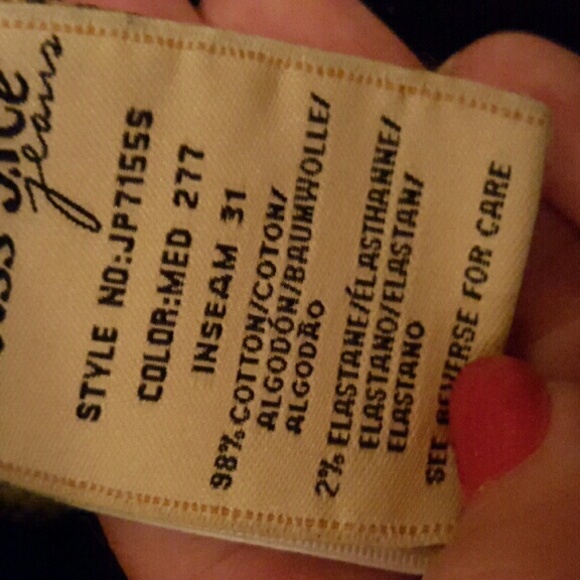 jeans
STYLE NO:JP7155S
COLOR:MED 277
INSEAM 31
98% COTTON/COTON/
ALGODÓN/BAUMWOLLE/
ALGODÃO
2% ELASTANE/ÉLASTHANNE/
ELASTANO/ELASTAN/
ELASTANO
SEE REVERSE FOR CARE